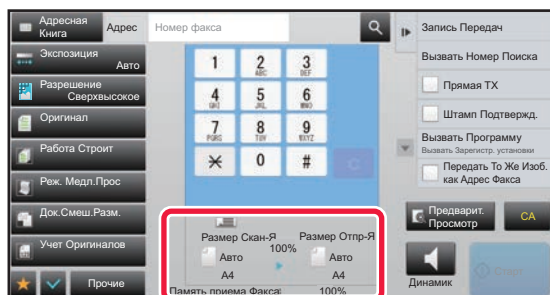 Адресная
Книга
Адрес
Номер факса
Экспозиция
Авто
Разрешение
Сверхвысокое
Оригинал
Работа Строит
Реж. Медл.Прос
Док.Смеш.Разм.
Учет Оригиналов
Прочие
1
2
ABC
3
DEF
4
GHI
5
JKL
6
MNO
7
PQRS
8
TUV
9
WXYZ
0
#
C
Размер Скан-Я
Авто
A4
100%
Размер Отпр-Я
Авто
A4
Память приема Факса:
100%
Запись Передач
Вызвать Номер Поиска
Прямая TX
Штамп Подтвержд.
Вызвать Программу
Вызвать Зарегистр. установки
Передать То Же Изоб.
как Адрес Факса
Предварит.
Просмотр
CA
Динамик
Старт